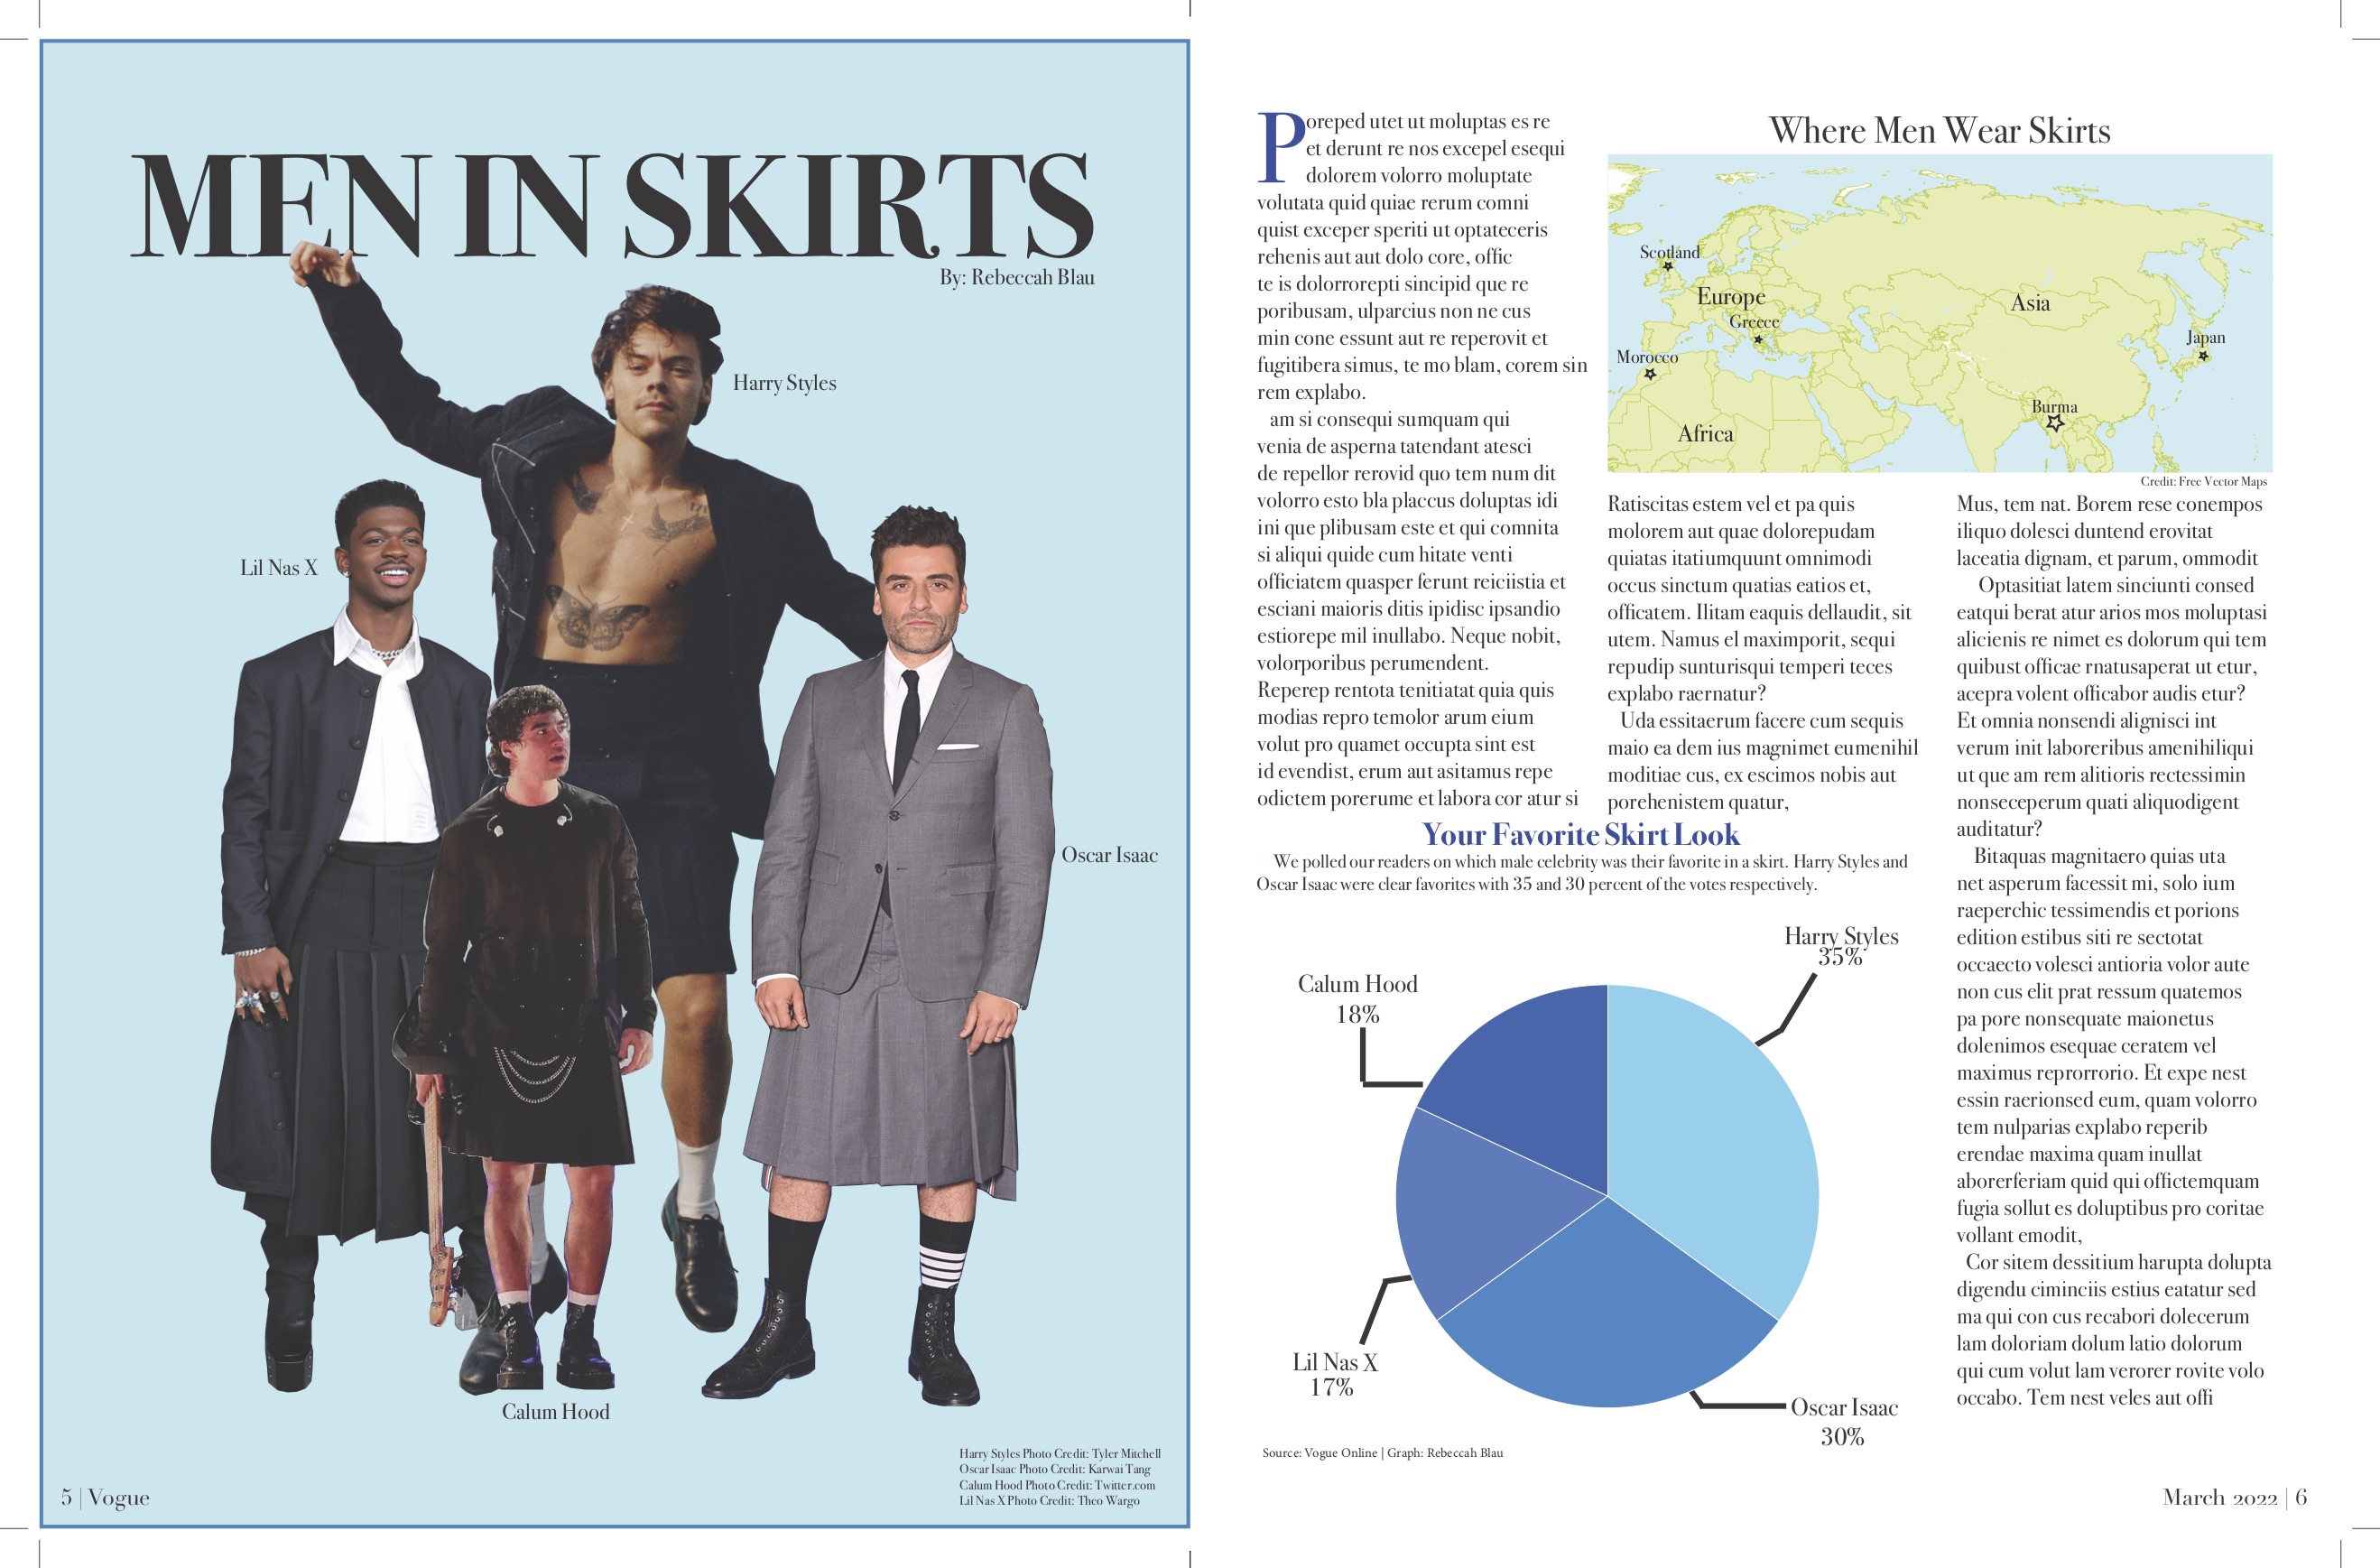 MEN IN SKIRTS
By: Rebeccah Blau
Harry Styles
Lil Nas X
Oscar Isaac
Calum Hood
Harry Styles Photo Credit: Tyler Mitchell
Oscar Isaac Photo Credit: Karwai Tang
Calum Hood Photo Credit: Twitter.com
Lil Nas X Photo Credit: Theo Wargo
5 | Vogue
Poreped utet ut moluptas es re
et derunt re nos excepel esequi
dolorem volorro moluptate
volutata quid quiae rerum comni
quist exceper speriti ut optateceris
rehenis aut aut dolo core, offic
te is dolorrorepti sincipid que re
poribusam, ulparcius non ne cus
min cone essunt aut re reperovit et
fugitibera simus, te mo blam, corem sin
rem explabo.
am si consequi sumquam qui
venia de asperna tatendant atesci
de repellor rerovid quo tem num dit
volorro esto bla placcus doluptas idi
ini que plibusam este et qui comnita
si aliqui quide cum hitate venti
officiatem quasper ferunt reiciistia et
esciani maioris ditis ipidisc ipsandio
estiorepe mil inullabo. Neque nobit,
volorporibus perumendent.
Reperep rentota tenitiatat quia quis
modias repro temolor arum eium
volut pro quamet occupta sint est
id evendist, erum aut asitamus repe
odictem porerume et labora cor atur si
Where Men Wear Skirts
Scotland
Europe
Greece
Asia
Japan
Morocco
Burma
Africa
Credit: Free Vector Maps
Ratiscitas estem vel et pa quis
molorem aut quae dolorepudam
quiatas itatiumquunt omnimodi
occus sinctum quatias eatios et,
officatem. Ilitam eaquis dellaudit, sit
utem. Namus el maximporit, sequi
repudip sunturisqui temperi teces
explabo raernatur?
Uda essitaerum facere cum sequis
maio ea dem ius magnimet eumenihil
moditiae cus, ex escimos nobis aut
porehenistem quatur,
Mus, tem nat. Borem rese conempos
iliquo dolesci duntend erovitat
laceatia dignam, et parum, ommodit
Optasitiat latem sinciunti consed
eatqui berat atur arios mos moluptasi
alicienis re nimet es dolorum qui tem
quibust officae rnatusaperat ut etur,
acepra volent officabor audis etur?
Et omnia nonsendi alignisci int
verum init laboreribus amenihiliqui
ut que am rem alitioris rectessimin
nonseceperum quati aliquodigent
auditatur?
Bitaquas magnitaero quias uta
net asperum facessit mi, solo ium
raeperchic tessimendis et porions
edition estibus siti re sectotat
occaecto volesci antioria volor aute
non cus elit prat ressum quatemos
pa pore nonsequate maionetus
dolenimos esequae ceratem vel
maximus reprorrorio. Et expe nest
essin raerionsed eum, quam volorro
tem nulparias explabo reperib
erendae maxima quam inullat
aborerferiam quid qui offictemquam
fugia sollut es doluptibus pro coritae
vollant emodit,
Cor sitem dessitium harupta dolupta
digendu ciminciis estius eatatur sed
ma qui con cus recabori dolecerum
lam doloriam dolum latio dolorum
qui cum volut lam verorer rovite volo
occabo. Tem nest veles aut offi
Your Favorite Skirt Look
We polled our readers on which male celebrity was their favorite in a skirt. Harry Styles and
Oscar Isaac were clear favorites with 35 and 30 percent of the votes respectively.
Harry Styles
35%
Calum Hood
18%
Lil Nas X
17%
Oscar Isaac
30%
Source: Vogue Online | Graph: Rebeccah Blau
March 2022 | 6